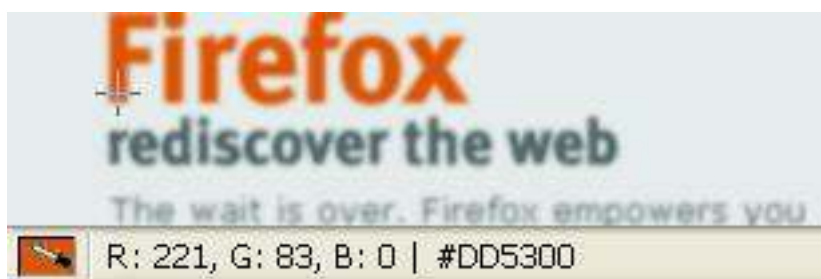 Firefox
rediscover the web
The wait is over. Firefox empowers you
R: 221, G: 83, B: 0 | #DD5300